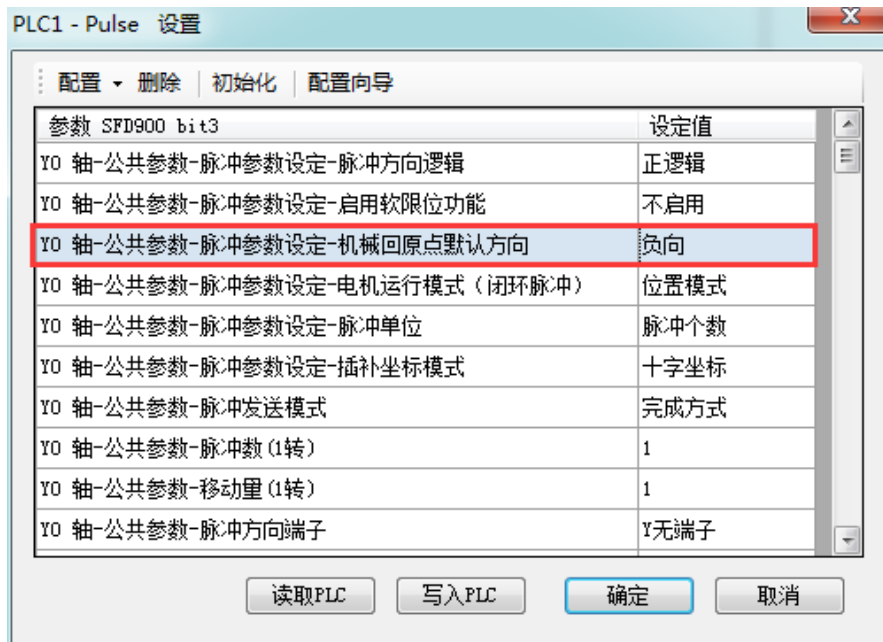 PLC1 - Pulse 设置
配置 删除 初始化 配置向导
参数 SFD900 bit3 设定值
Y0 轴-公共参数-脉冲参数设定-脉冲方向逻辑 正逻辑
Y0 轴-公共参数-脉冲参数设定-启用软限位功能 不启用
Y0 轴-公共参数-脉冲参数设定-机械回原点默认方向 负向
Y0 轴-公共参数-脉冲参数设定-电机运行模式（闭环脉冲） 位置模式
Y0 轴-公共参数-脉冲参数设定-脉冲单位 脉冲个数
Y0 轴-公共参数-脉冲参数设定-插补坐标模式 十字坐标
Y0 轴-公共参数-脉冲发送模式 完成方式
Y0 轴-公共参数-脉冲数(1转) 1
Y0 轴-公共参数-移动量(1转) 1
Y0 轴-公共参数-脉冲方向端子 Y无端子
读取PLC 写入PLC 确定 取消